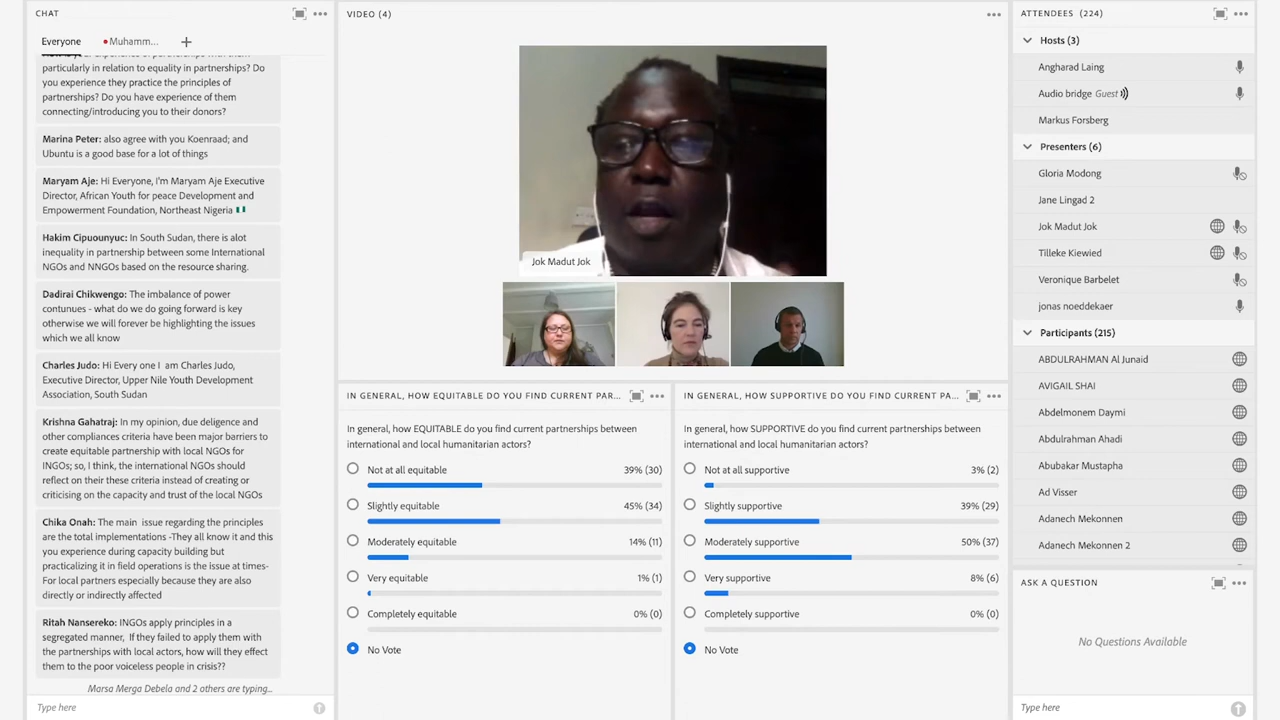 CHAT
Everyone
Muhamm...
particularly in relation to equality in partnerships? Do
you experience they practice the principles of
partnerships? Do you have experience of them
connecting/introducing you to their donors?
Marina Peter: also agree with you Koenraad; and
Ubuntu is a good base for a lot of things
Maryam Aje: Hi Everyone, I'm Maryam Aje Executive
Director, African Youth for peace Development and
Empowerment Foundation, Northeast Nigeria
Hakim Cipuounyuc: In South Sudan, there is alot
inequality in partnership between some International
NGOs and NNGOs based on the resource sharing.
Dadirai Chikwengo: The imbalance of power
contunues - what do we do going forward is key
otherwise we will forever be highlighting the issues
which we all know
Charles Judo: Hi Every one I am Charles Judo,
Executive Director, Upper Nile Youth Development
Association, South Sudan
Krishna Gahatraj: In my opinion, due deligence and
other compliances criteria have been major barriers to
create equitable partnership with local NGOs for
INGOs; so, I think, the international NGOs should
reflect on their these criteria instead of creating or
criticising on the capacity and trust of the local NGOs
Chika Onah: The main issue regarding the principles
are the total implementations -They all know it and this
you experience during capacity building but
practicalizing it in field operations is the issue at times-
For local partners especially because they are also
directly or indirectly affected
Ritah Nansereko: INGOs apply principles in a
segregated manner, If they failed to apply them with
the partnerships with local actors, how will they effect
them to the poor voiceless people in crisis??
Marsa Merga Debela and 2 others are typing...
Type here
VIDEO (4)
Jok Madut Jok
IN GENERAL, HOW EQUITABLE DO YOU FIND CURRENT PAR...
In general, how EQUITABLE do you find current partnerships between
international and local humanitarian actors?
Not at all equitable 39% (30)
Slightly equitable 45% (34)
Moderately equitable 14% (11)
Very equitable 1% (1)
Completely equitable 0% (0)
No Vote
IN GENERAL, HOW SUPPORTIVE DO YOU FIND CURRENT PA...
In general, how SUPPORTIVE do you find current partnerships between
international and local humanitarian actors?
Not at all supportive 3% (2)
Slightly supportive 39% (29)
Moderately supportive 50% (37)
Very supportive 8% (6)
Completely supportive 0% (0)
No Vote
ATTENDEES (224)
Hosts (3)
Angharad Laing
Audio bridge Guest
Markus Forsberg
Presenters (6)
Gloria Modong
Jane Lingad 2
Jok Madut Jok
Tilleke Kiewied
Veronique Barbelet
jonas noeddekaer
Participants (215)
ABDULRAHMAN Al Junaid
AVIGAIL SHAI
Abdelmonem Daymi
Abdulrahman Ahadi
Abubakar Mustapha
Ad Visser
Adanech Mekonnen
Adanech Mekonnen 2
ASK A QUESTION
No Questions Available
Type here